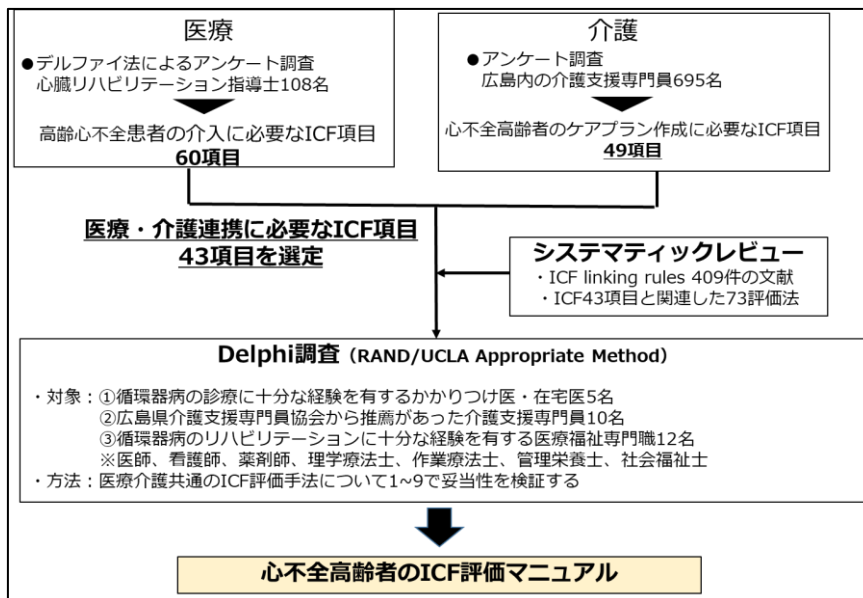 医療
●デルファイ法によるアンケート調査
心臓リハビリテーション指導士108名
高齢心不全患者の介入に必要なICF項目
60項目
介護
●アンケート調査
広島内の介護支援専門員695名
心不全高齢者のケアプラン作成に必要なICF項目
49項目
医療・介護連携に必要なICF項目
43項目を選定
システマティックレビュー
・ICF linking rules 409件の文献
・ICF43項目と関連した73評価法
Delphi調査（RAND/UCLA Appropriate Method）
・対象：①循環器病の診療に十分な経験を有するかかりつけ医・在宅医5名
②広島県介護支援専門員協会から推薦があった介護支援専門員10名
③循環器病のリハビリテーションに十分な経験を有する医療福祉専門職12名
※医師、看護師、薬剤師、理学療法士、作業療法士、管理栄養士、社会福祉士
・方法：医療介護共通のICF評価手法について1~9で妥当性を検証する
心不全高齢者のICF評価マニュアル